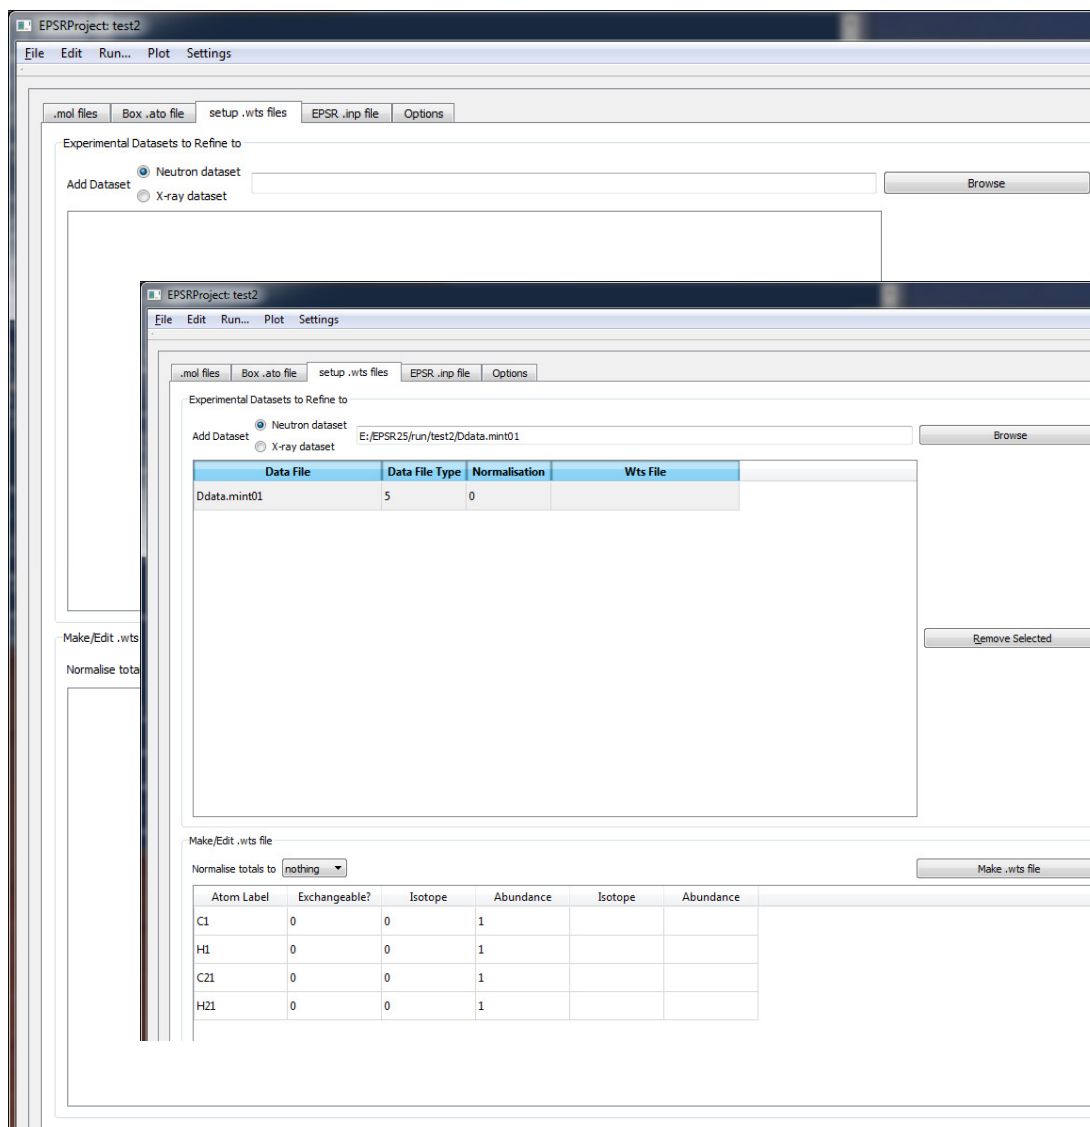 EPSRProject: test2
File Edit Run... Plot Settings
.mol files Box .ato file setup .wts files EPSR .inp file Options
Experimental Datasets to Refine to
Neutron dataset
Add Dataset Browse
X-ray dataset
Make/Edit .wts
Normalise tota
EPSRProject: test2
File Edit Run... Plot Settings
.mol files Box .ato file setup .wts files EPSR .inp file Options
Experimental Datasets to Refine to
Neutron dataset
Add Dataset E:/EPSR25/run/test2/Ddata.mint01 Browse
X-ray dataset
Data File Data File Type Normalisation Wts File
Ddata.mint01 5 0
Remove Selected
Make/Edit .wts file
Normalise totals to nothing Make .wts file
Atom Label Exchangeable? Isotope Abundance Isotope Abundance
C1 0 0 1
H1 0 0 1
C21 0 0 1
H21 0 0 1